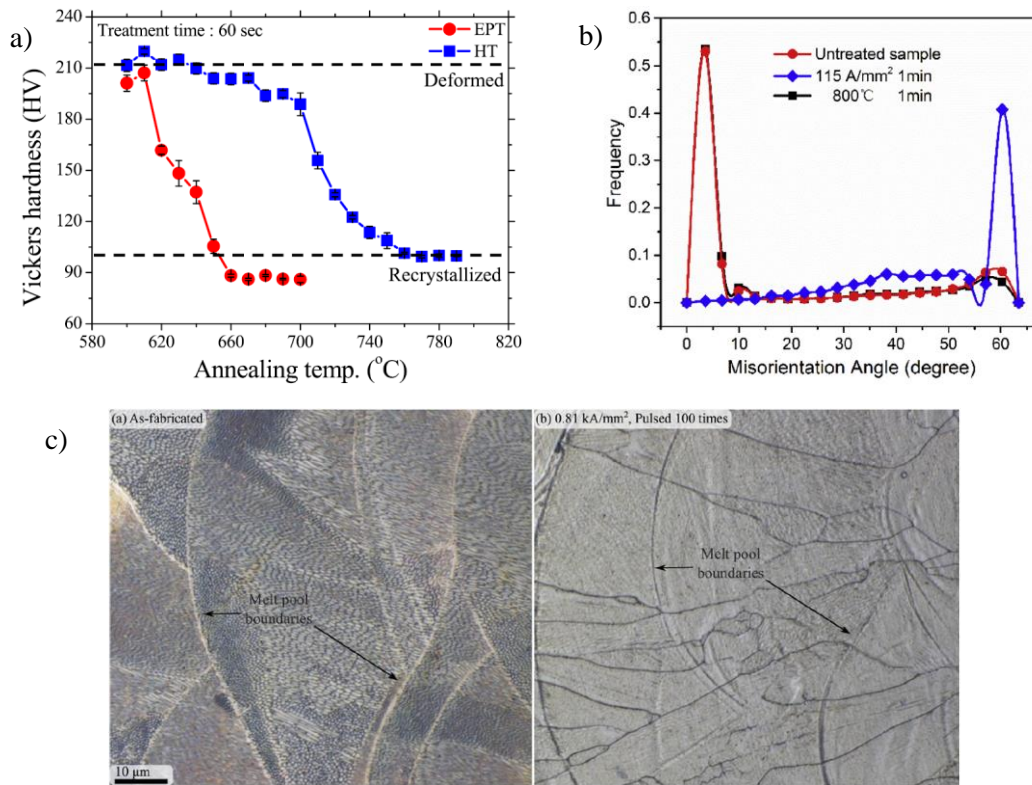 a)
Treatment time : 60 sec
EPT
HT
Deformed
Recrystallized
Vickers hardness (HV)
240
210
180
150
120
90
60
580 620 660 700 740 780 820
Annealing temp. (°C)
b)
Untreated sample
115 A/mm² 1min
800℃ 1min
Frequency
0.6
0.5
0.4
0.3
0.2
0.1
0.0
0 10 20 30 40 50 60
Misorientation Angle (degree)
c)
(a) As-fabricated
Melt pool
boundaries
10 µm
(b) 0.81 kA/mm², Pulsed 100 times
Melt pool
boundaries